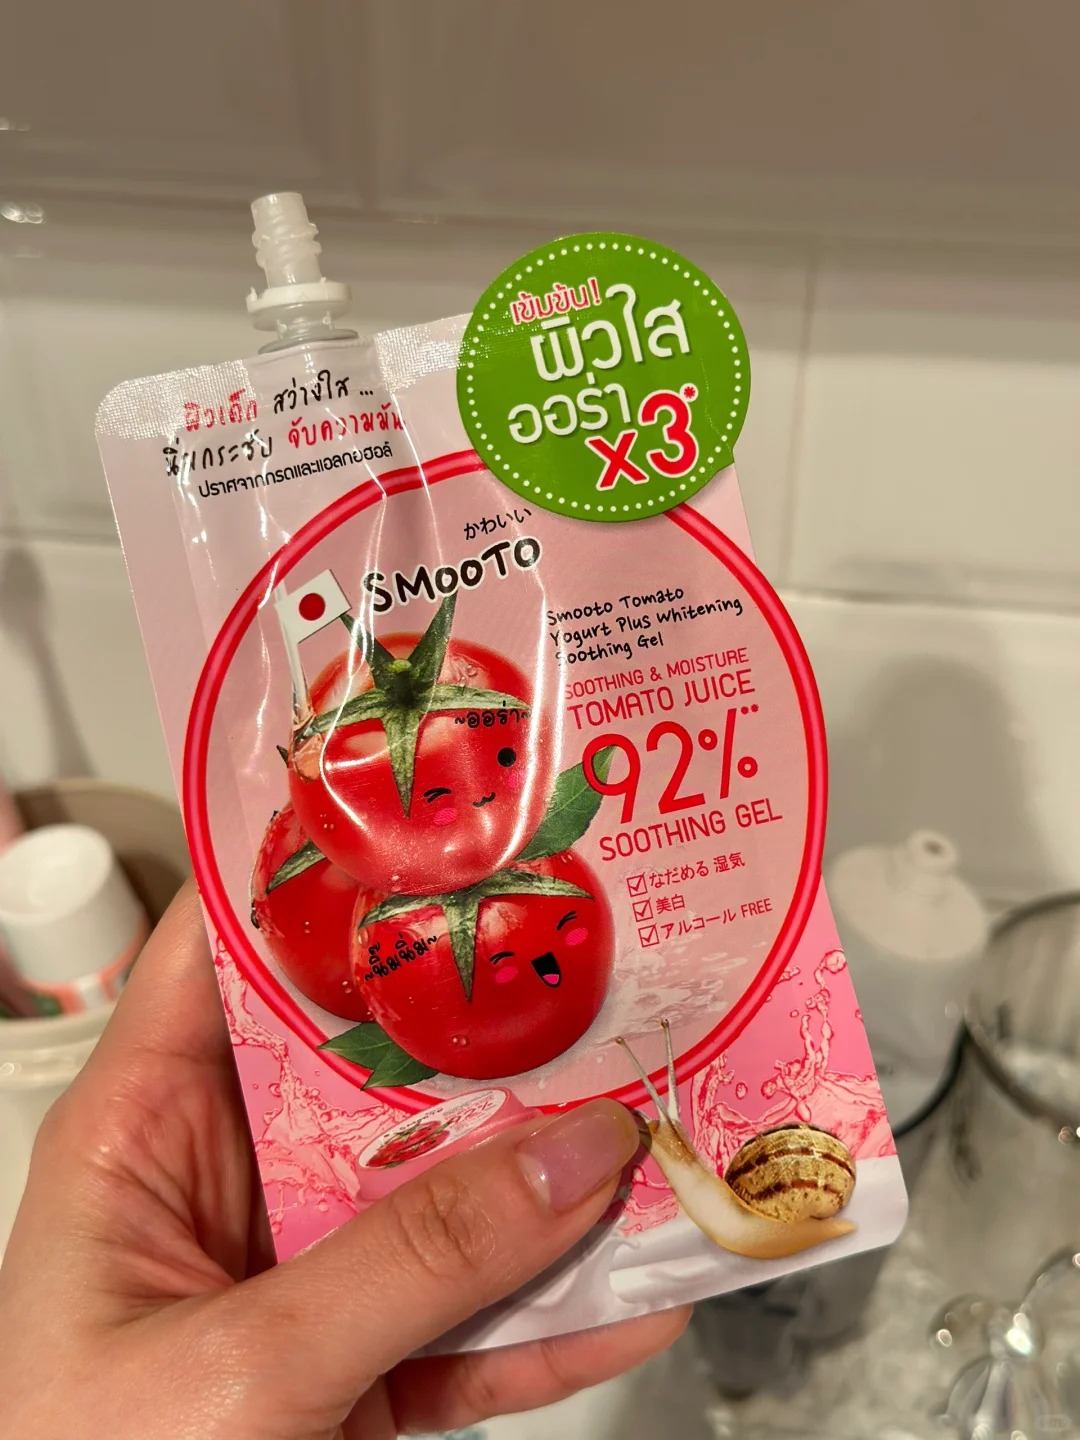 เข้มข้น!
ผิวใส
ออร่า
x3*
ผิวเด็ก สว่างใส ...
นิ่มกระชับ จับความมัน
ปราศจากกรดและแอลกอฮอล์
かわいい
SMooTO
Smooto Tomato
Yogurt Plus Whitening
Soothing Gel
SOOTHING & MOISTURE
TOMATO JUICE
92%**
SOOTHING GEL
~ออร่า~
☑なだめる 湿気
☑美白
☑アルコール FREE
~นิ๊มนิ่ม~